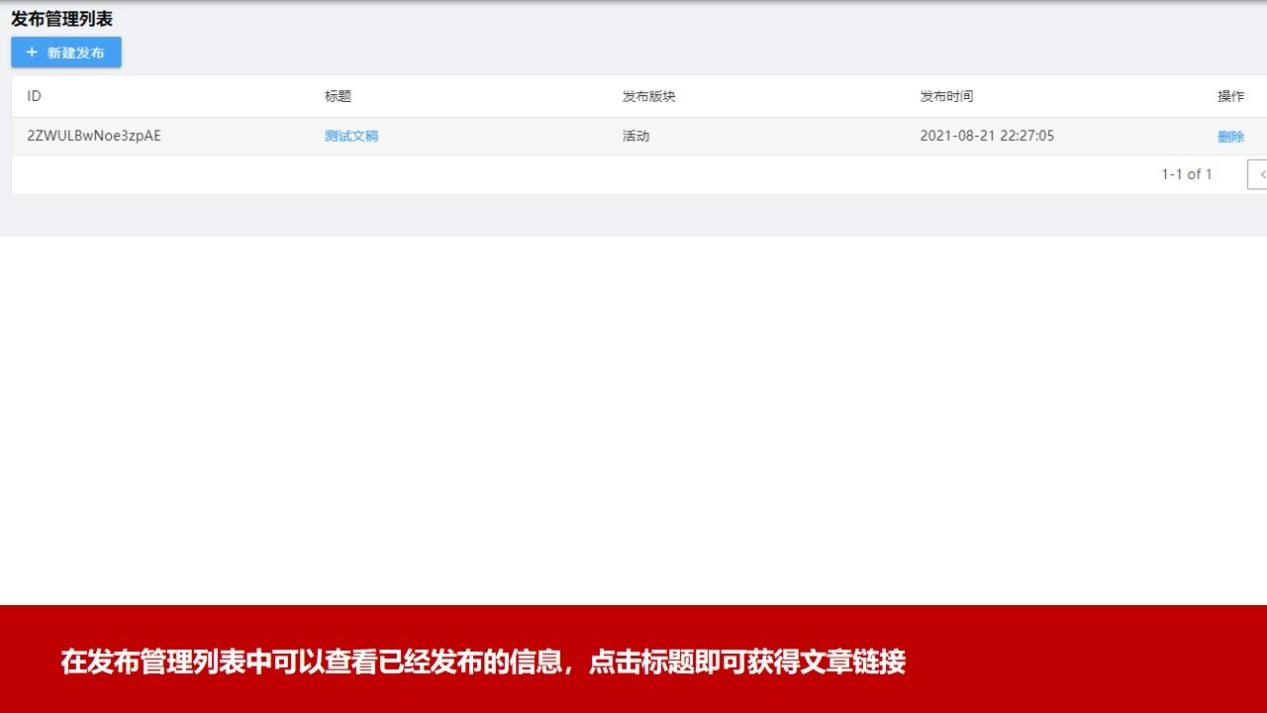 发布管理列表
+ 新建发布
ID 标题 发布版块 发布时间 操作
2ZWULBwNoe3zpAE 测试文稿 活动 2021-08-21 22:27:05 删除
1-1 of 1 <
在发布管理列表中可以查看已经发布的信息，点击标题即可获得文章链接